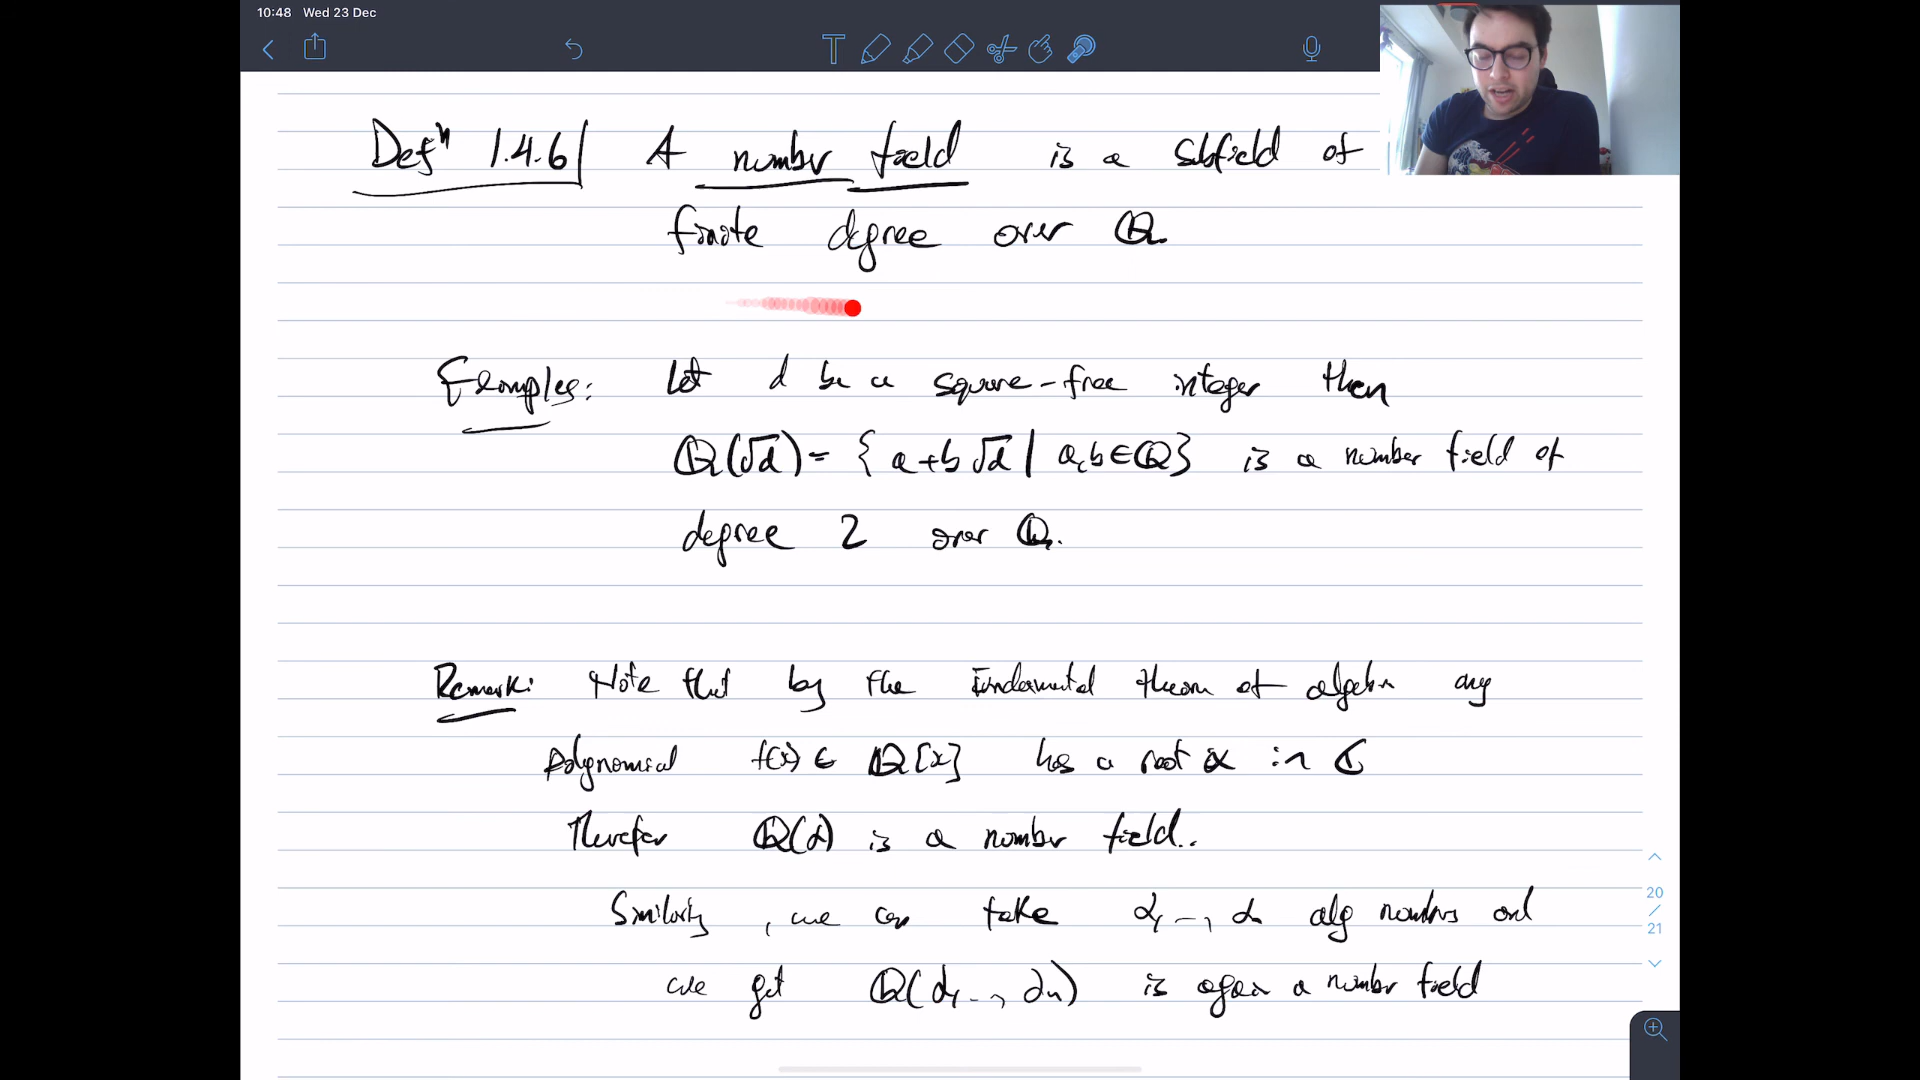 10:48 Wed 23 Dec
Defⁿ 1.4.6 A number field is a subfield of
finite degree over ℚ
Examples: Let d be a square-free integer then
ℚ(√d) = { a+b√d | a,b ∈ ℚ} is a number field of
degree 2 over ℚ.
Remark: Note that by the Fundamental theorem of algebra any
polynomial f(x) ∈ ℚ[x] has a root α in ℂ
Therefor ℚ(α) is a number field.
20
/
21
Similarly, we can take α₁, --, αn alg numbers and
we get ℚ(α₁, --, αn) is again a number field